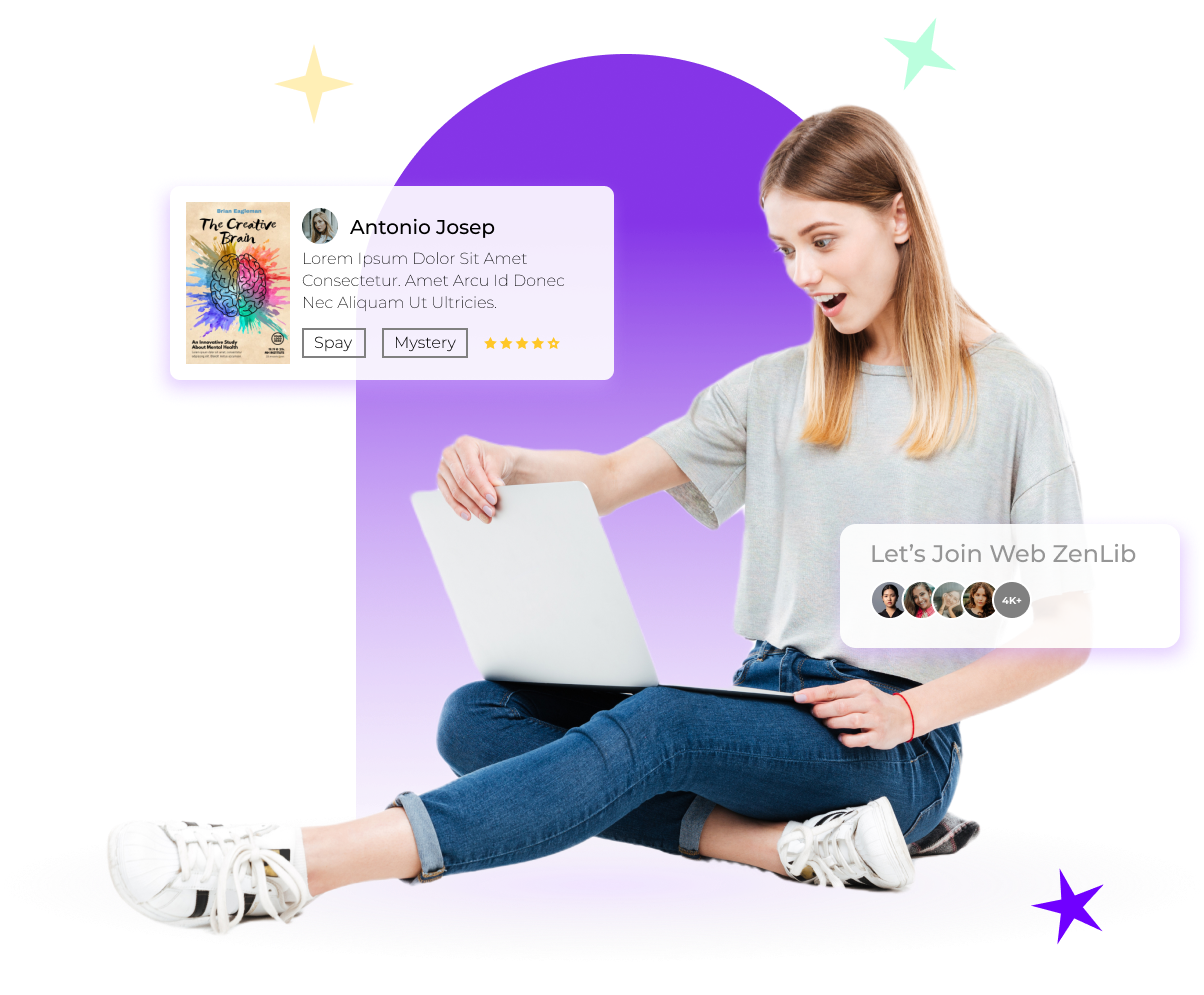 Brian Eagleman
The Creative
Brain
An Innovative Study
About Mental Health
Antonio Josep
Lorem Ipsum Dolor Sit Amet
Consectetur. Amet Arcu Id Donec
Nec Aliquam Ut Ultricies.
Spay
Mystery
Let’s Join Web ZenLib
4K+